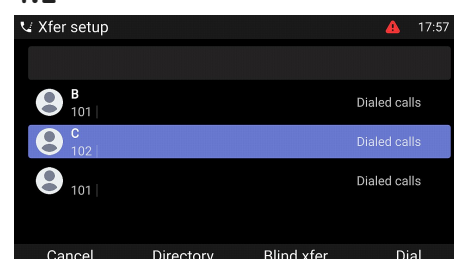 Xfer setup 17:57
B
101 Dialed calls
C
102 Dialed calls
101 Dialed calls
Cancel Directory Blind xfer Dial